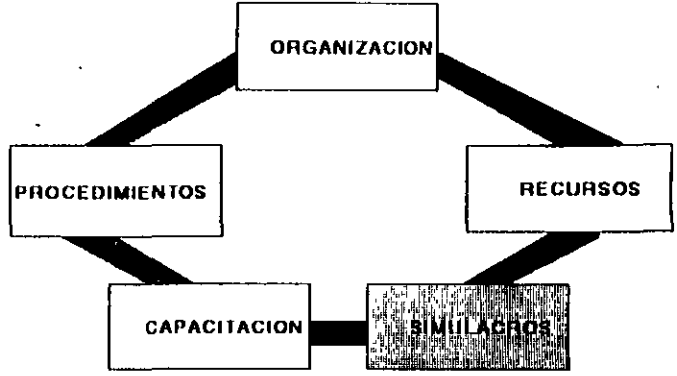 ORGANIZACION
PROCEDIMIENTOS
RECURSOS
CAPACITACION
SIMULACROS